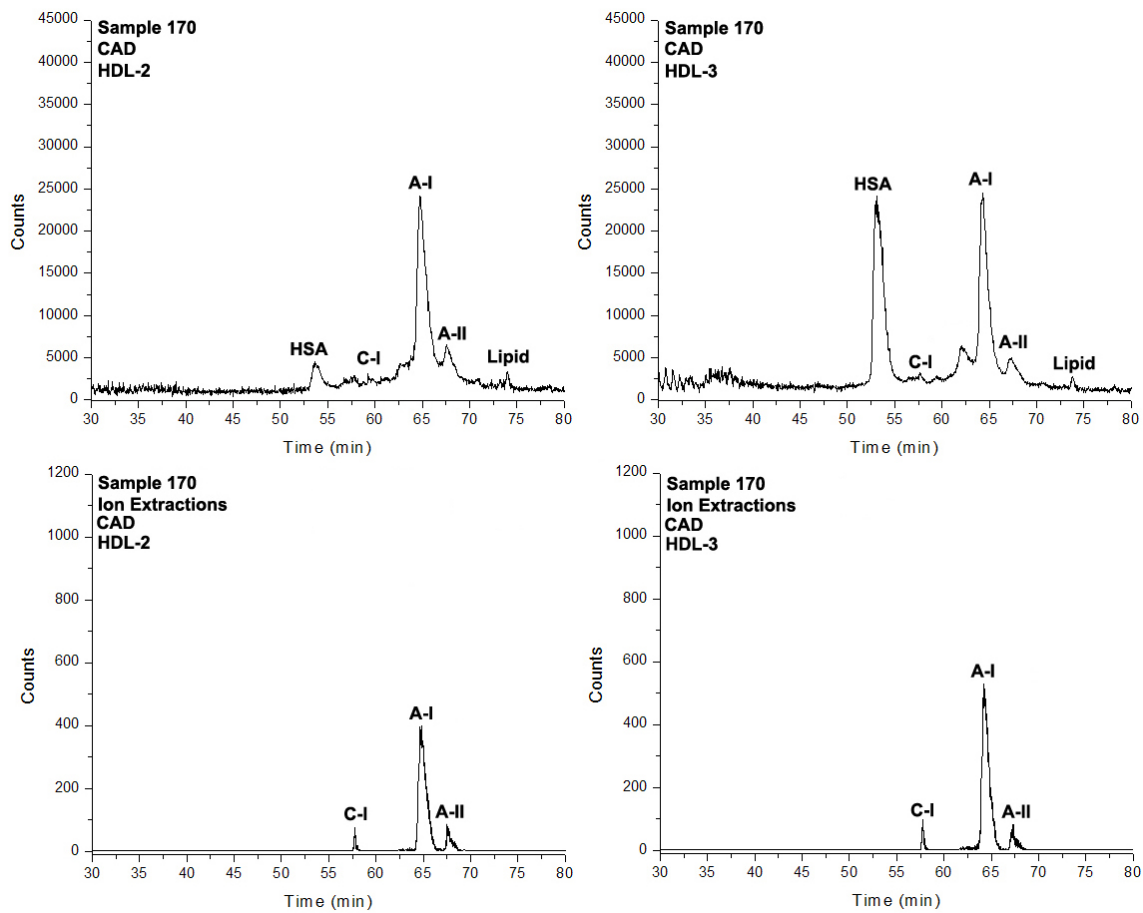 Sample 170
CAD
HDL-2
45000
40000
35000
30000
25000
20000
15000
10000
5000
0
Counts
HSA
C-I
A-I
A-II
Lipid
30 35 40 45 50 55 60 65 70 75 80
Time (min)
Sample 170
CAD
HDL-3
45000
40000
35000
30000
25000
20000
15000
10000
5000
0
Counts
HSA
C-I
A-I
A-II
Lipid
30 35 40 45 50 55 60 65 70 75 80
Time (min)
Sample 170
Ion Extractions
CAD
HDL-2
1200
1000
800
600
400
200
0
Counts
C-I
A-I
A-II
30 35 40 45 50 55 60 65 70 75 80
Time (min)
Sample 170
Ion Extractions
CAD
HDL-3
1200
1000
800
600
400
200
0
Counts
C-I
A-I
A-II
30 35 40 45 50 55 60 65 70 75 80
Time (min)